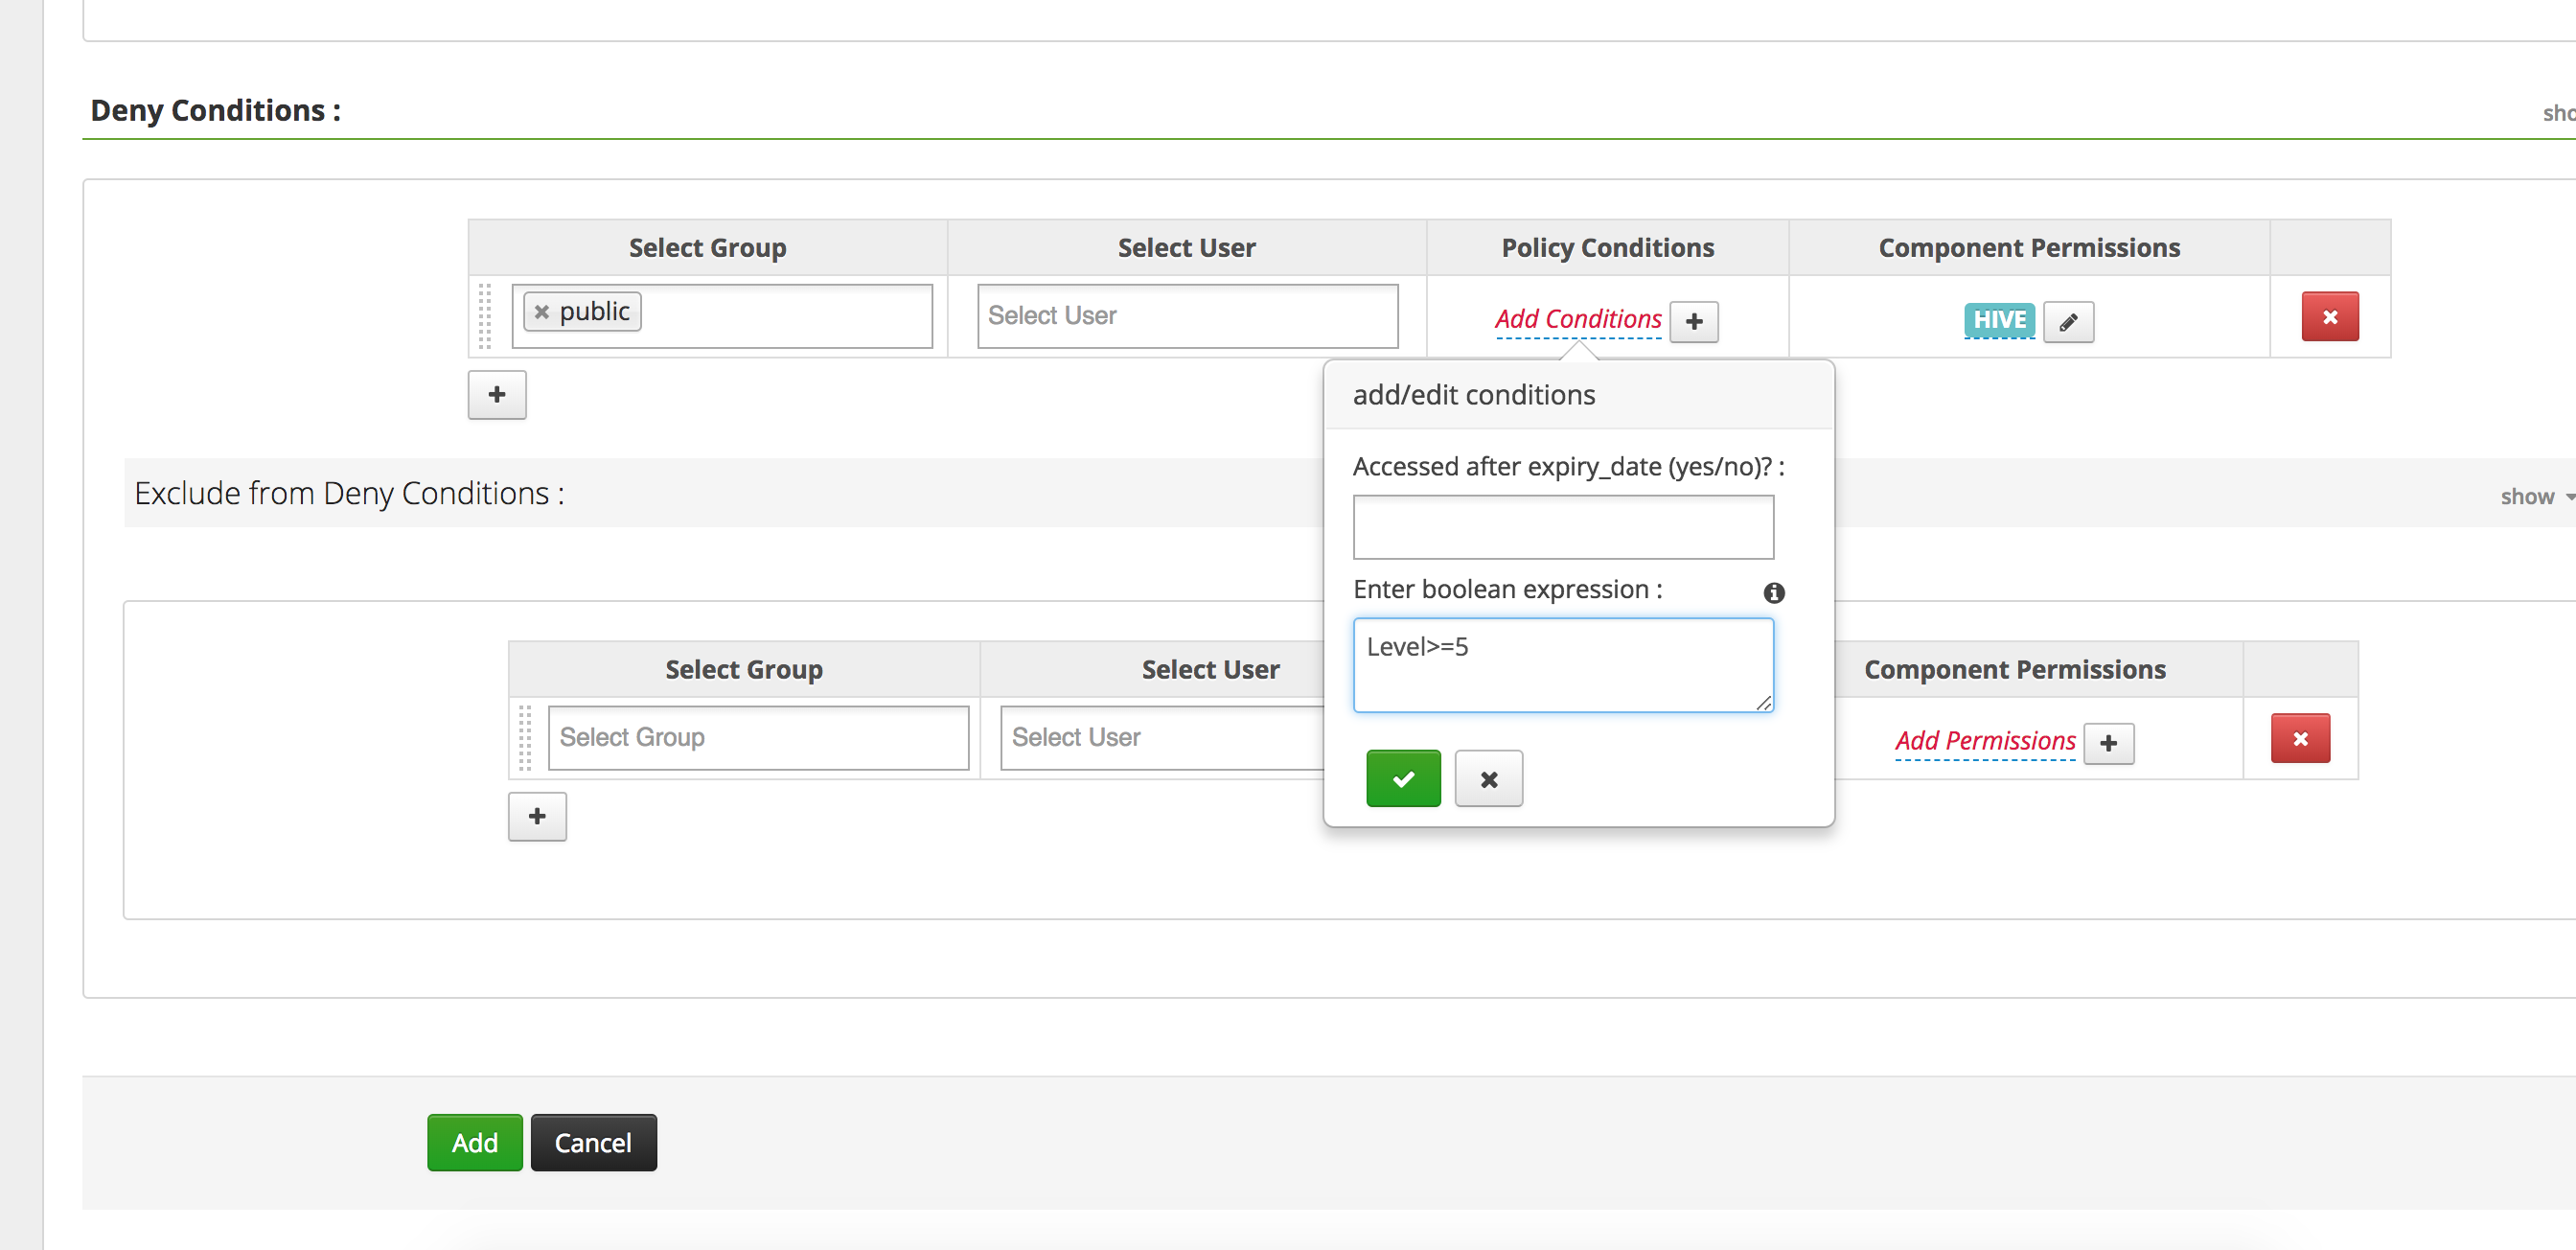 Deny Conditions :
sho
Select Group Select User Policy Conditions Component Permissions
public Select User Add Conditions HIVE
add/edit conditions
Accessed after expiry_date (yes/no)? :
Exclude from Deny Conditions : show
Enter boolean expression :
Level>=5
Select Group Select User Component Permissions
Select Group Select User Add Permissions
Add Cancel